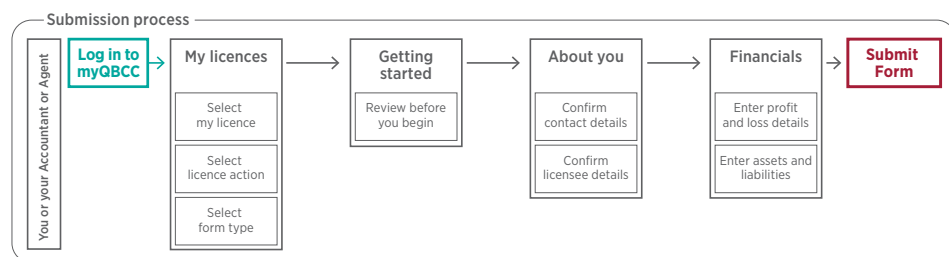 Submission process
You or your Accountant or Agent
Log in to
myQBCC
My licences
Select
my licence
Select
licence action
Select
form type
Getting
started
Review before
you begin
About you
Confirm
contact details
Confirm
licensee details
Financials
Enter profit
and loss details
Enter assets and
liabilities
Submit
Form